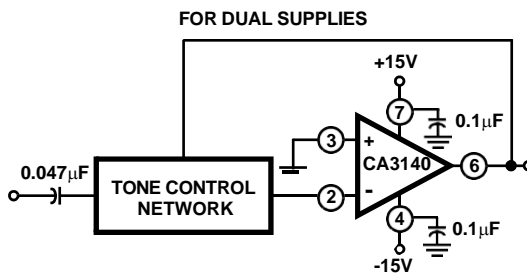 FOR DUAL SUPPLIES
+15V
7
0.1μF
3
+
CA3140
6
0.047μF
TONE CONTROL
NETWORK
2
-
4
0.1μF
-15V